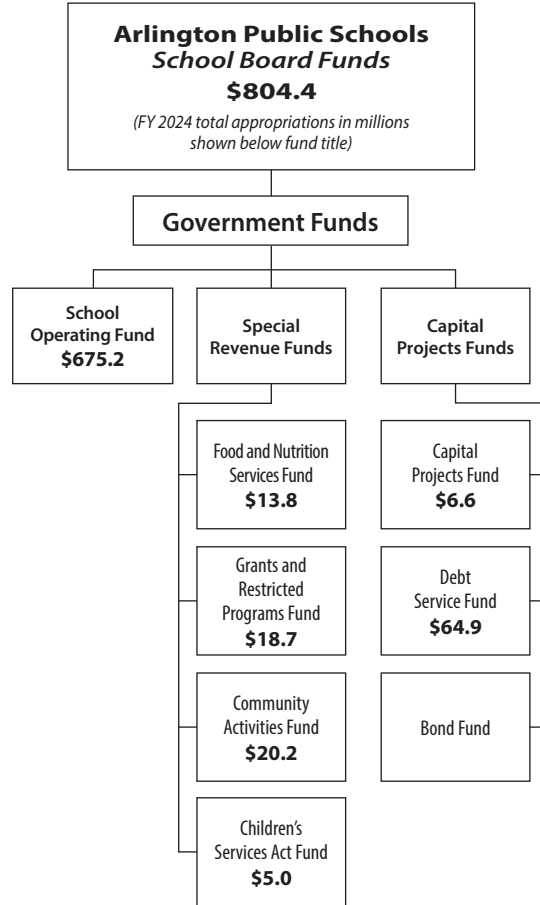 Arlington Public Schools
School Board Funds
$804.4
(FY 2024 total appropriations in millions
shown below fund title)
Government Funds
School
Operating Fund
$675.2
Special
Revenue Funds
Capital
Projects Funds
Food and Nutrition
Services Fund
$13.8
Grants and
Restricted
Programs Fund
$18.7
Community
Activities Fund
$20.2
Children’s
Services Act Fund
$5.0
Capital
Projects Fund
$6.6
Debt
Service Fund
$64.9
Bond Fund